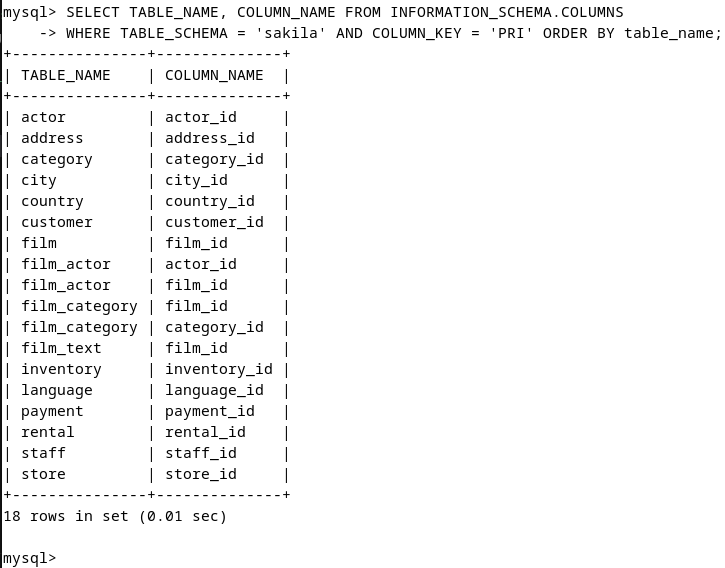 mysql> SELECT TABLE_NAME, COLUMN_NAME FROM INFORMATION_SCHEMA.COLUMNS
    -> WHERE TABLE_SCHEMA = 'sakila' AND COLUMN_KEY = 'PRI' ORDER BY table_name;
+---------------+--------------+
| TABLE_NAME    | COLUMN_NAME  |
+---------------+--------------+
| actor         | actor_id     |
| address       | address_id   |
| category      | category_id  |
| city          | city_id      |
| country       | country_id   |
| customer      | customer_id  |
| film          | film_id      |
| film_actor    | actor_id     |
| film_actor    | film_id      |
| film_category | film_id      |
| film_category | category_id  |
| film_text     | film_id      |
| inventory     | inventory_id |
| language      | language_id  |
| payment       | payment_id   |
| rental        | rental_id    |
| staff         | staff_id     |
| store         | store_id     |
+---------------+--------------+
18 rows in set (0.01 sec)
mysql>